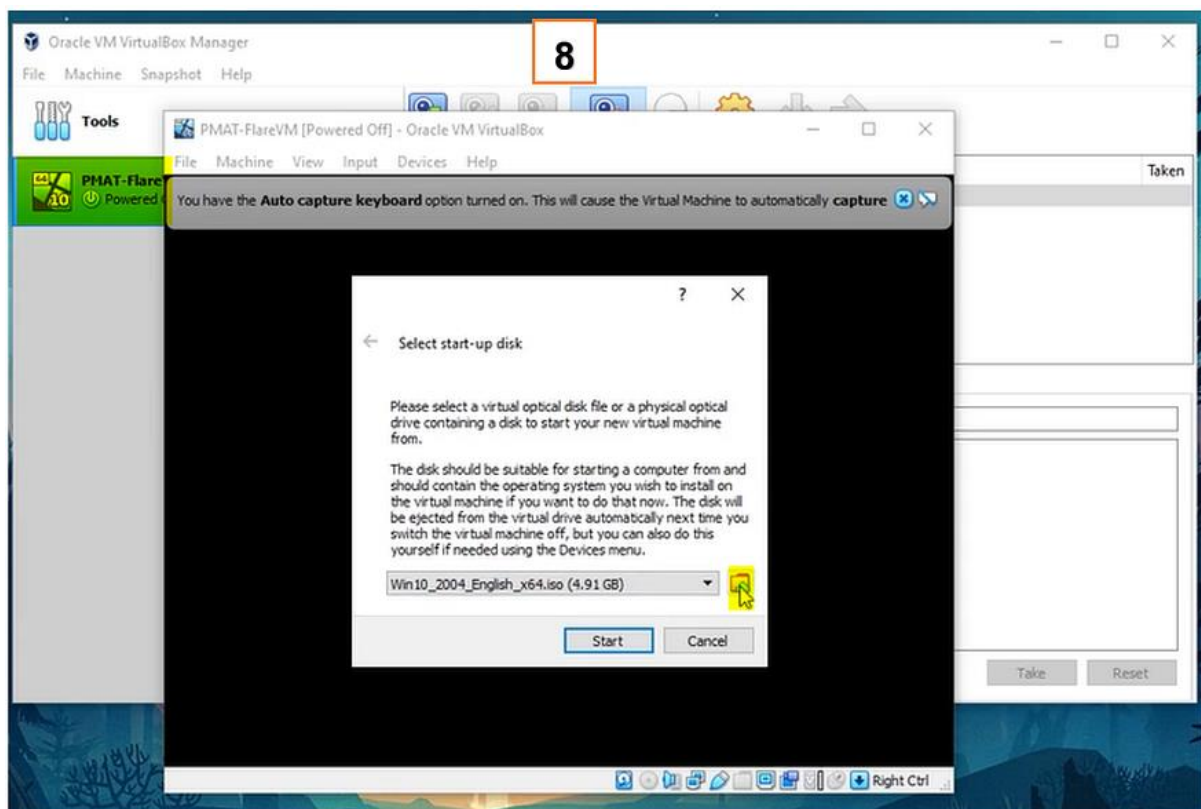 Oracle VM VirtualBox Manager
8
File Machine Snapshot Help
Tools
PMAT-FlareVM [Powered Off] - Oracle VM VirtualBox
File Machine View Input Devices Help
Taken
64
10
PMAT-Flare
Powered
You have the Auto capture keyboard option turned on. This will cause the Virtual Machine to automatically capture
?
Select start-up disk
Please select a virtual optical disk file or a physical optical
drive containing a disk to start your new virtual machine
from.
The disk should be suitable for starting a computer from and
should contain the operating system you wish to install on
the virtual machine if you want to do that now. The disk will
be ejected from the virtual drive automatically next time you
switch the virtual machine off, but you can also do this
yourself if needed using the Devices menu.
Win10_2004_English_x64.iso (4.91 GB)
Start Cancel
Take Reset
Right Ctrl